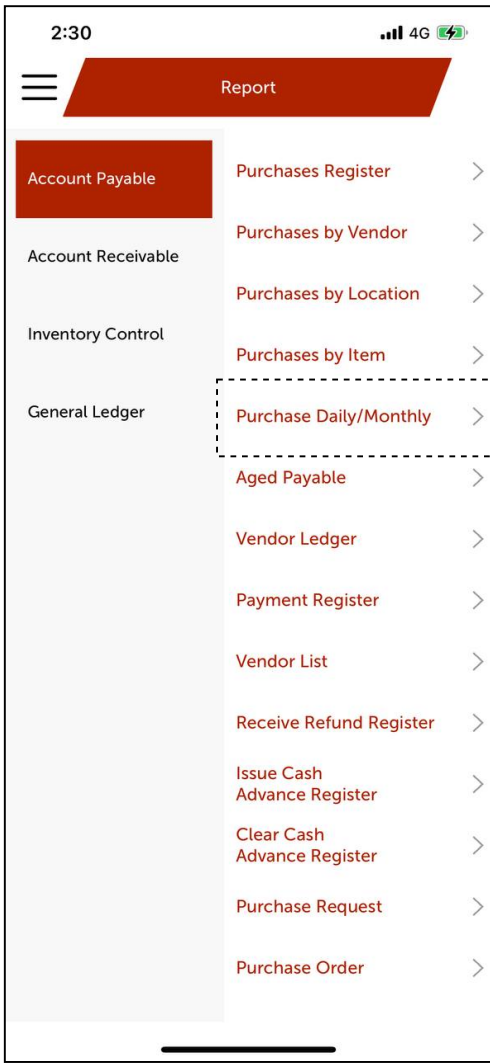 2:30
4G
Report
Account Payable
Account Receivable
Inventory Control
General Ledger
Purchases Register
Purchases by Vendor
Purchases by Location
Purchases by Item
Purchase Daily/Monthly
Aged Payable
Vendor Ledger
Payment Register
Vendor List
Receive Refund Register
Issue Cash
Advance Register
Clear Cash
Advance Register
Purchase Request
Purchase Order